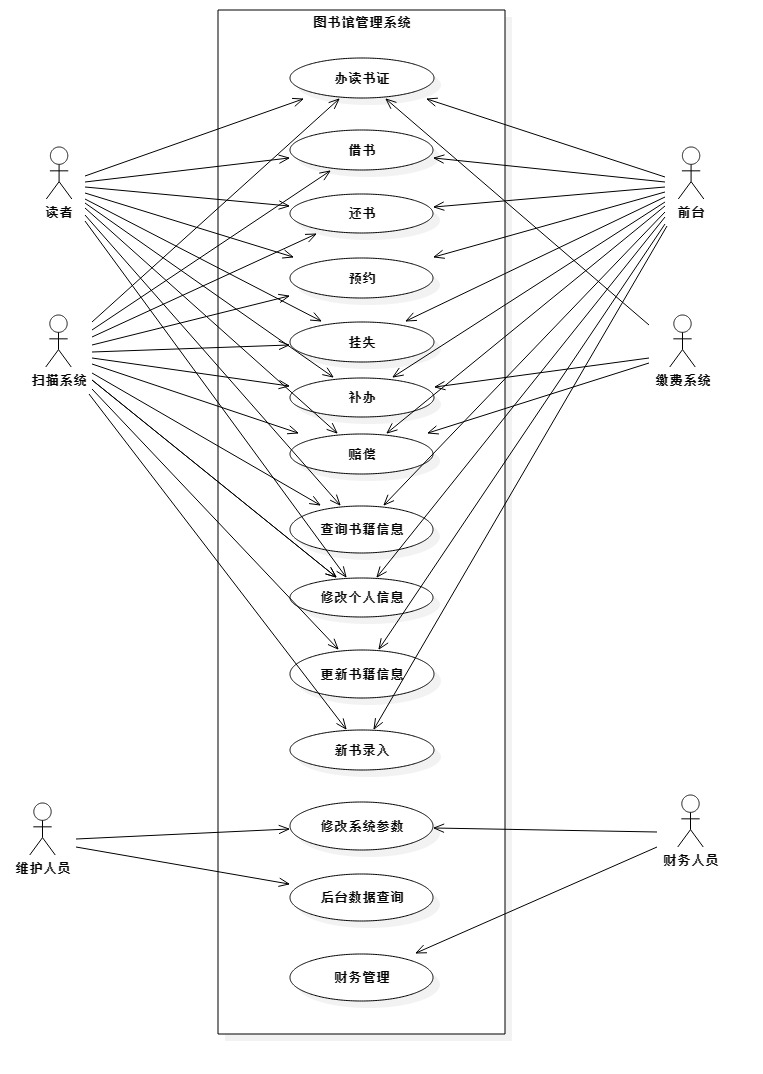 图书馆管理系统
办读书证
借书
读者
还书
前台
预约
挂失
扫描系统
缴费系统
补办
赔偿
查询书籍信息
修改个人信息
更新书籍信息
新书录入
修改系统参数
维护人员
财务人员
后台数据查询
财务管理